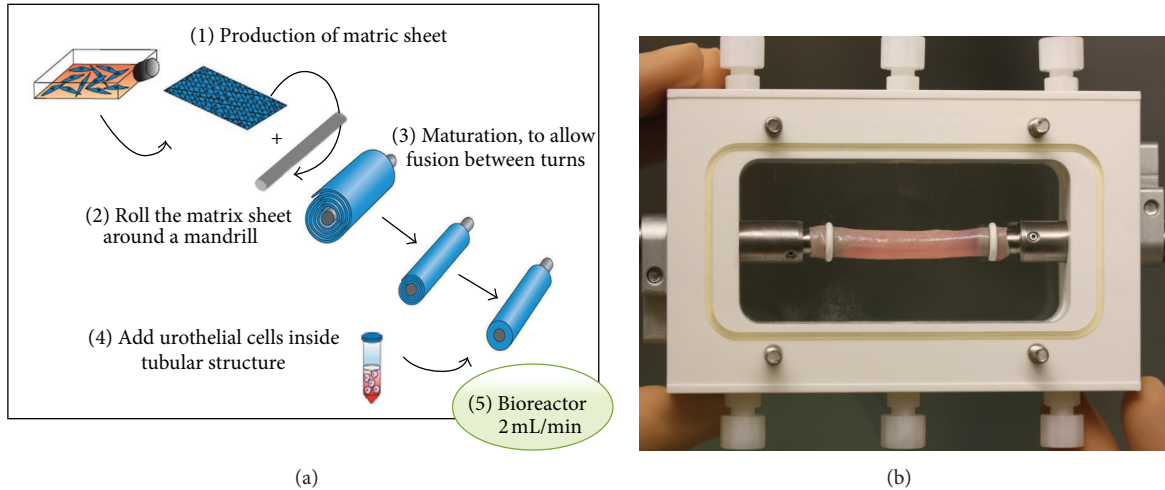 (1) Production of matric sheet
+
(3) Maturation, to allow
fusion between turns
(2) Roll the matrix sheet
around a mandrill
(4) Add urothelial cells inside
tubular structure
(5) Bioreactor
2 mL/min
(a)
(b)